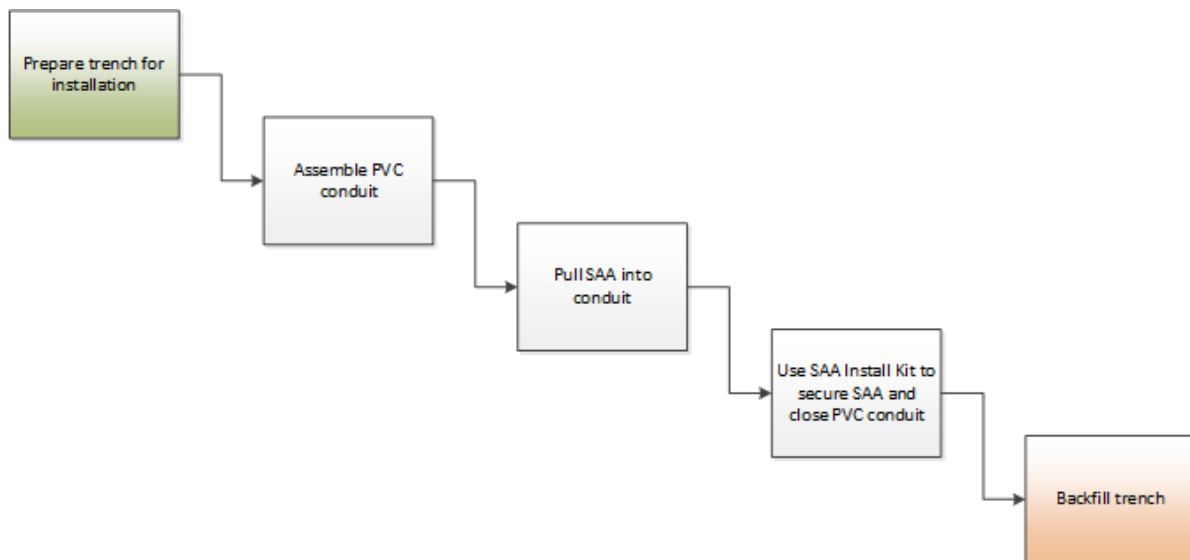 Prepare trench for
installation
Assemble PVC
conduit
Pull SAA into
conduit
Use SAA Install Kit to
secure SAA and
close PVC conduit
Backfill trench